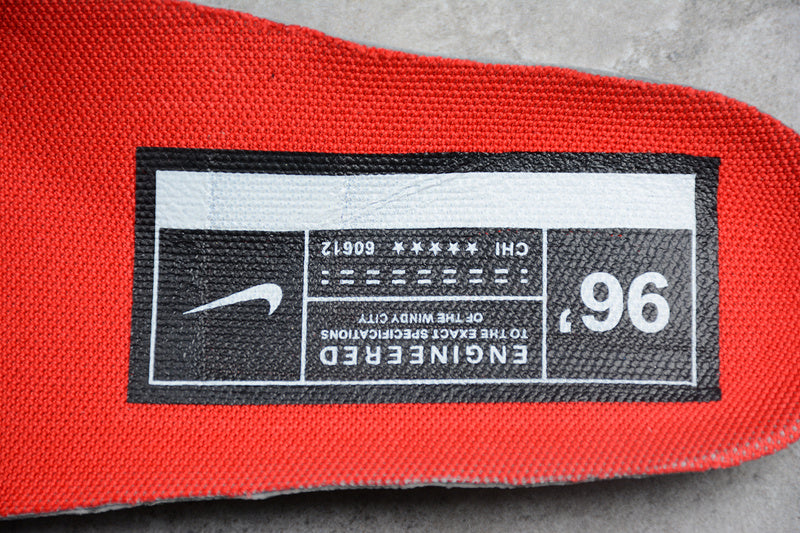 96'
ENGINEERED
TO THE EXACT SPECIFICATIONS
OF THE WINDY CITY
CHI ★★★★★ 60612